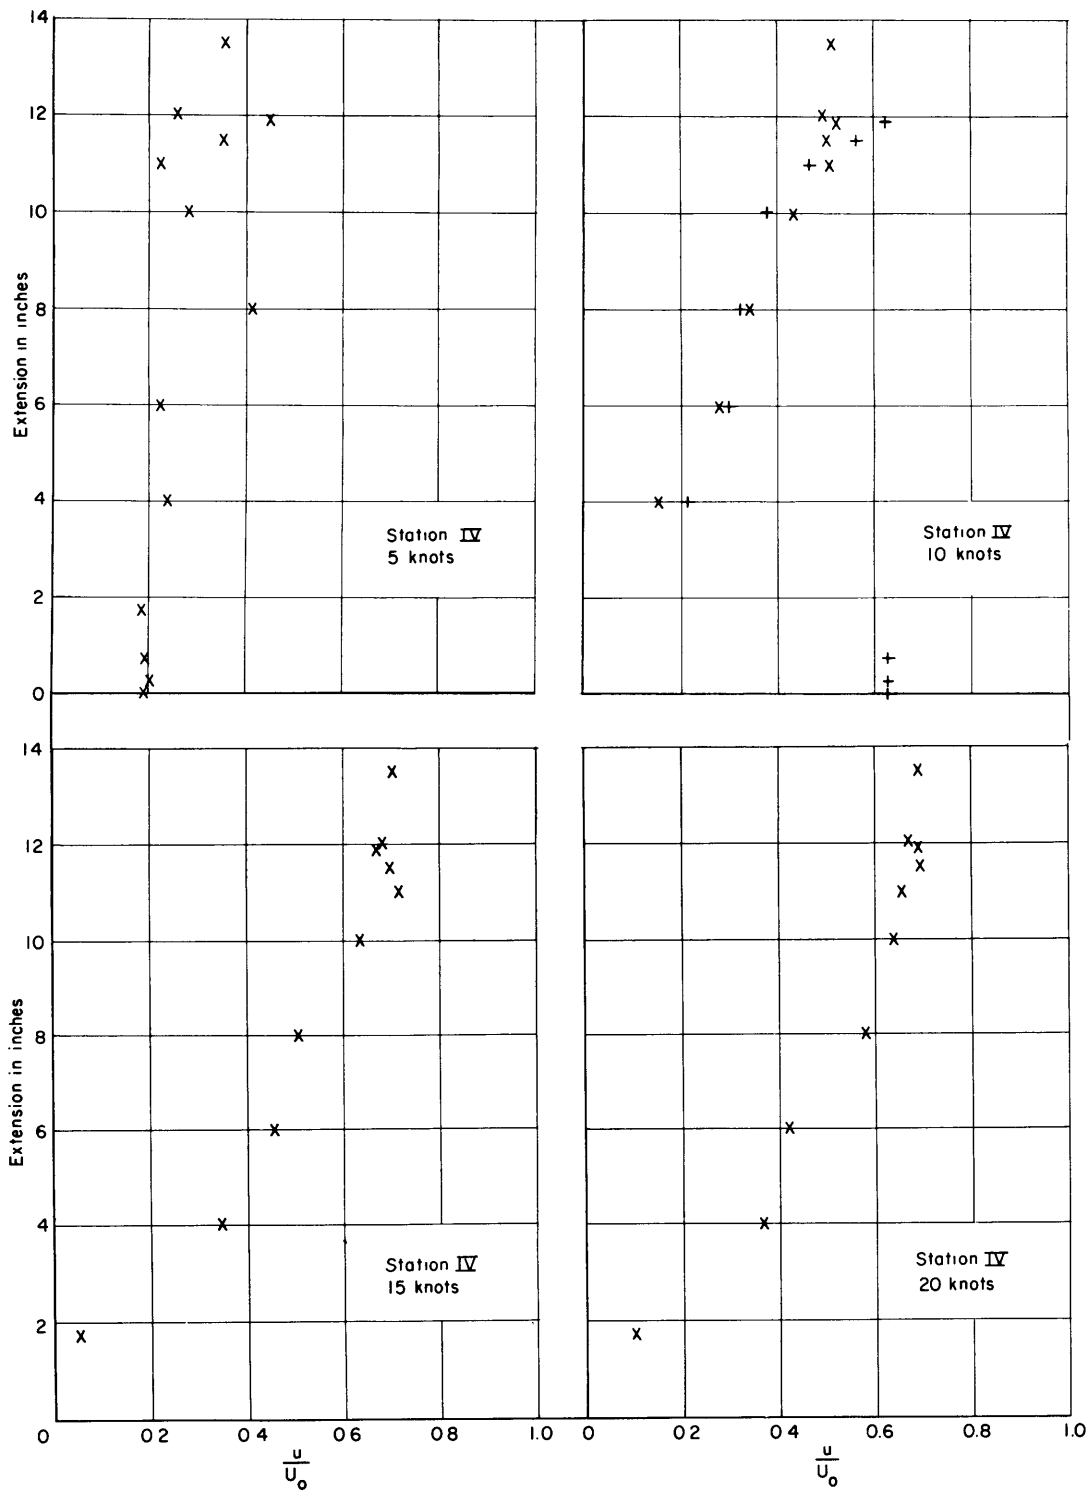 14
12
10
8
6
4
2
0
Extension in inches
Station IV
5 knots
Station IV
10 knots
14
12
10
8
6
4
2
Extension in inches
Station IV
15 knots
Station IV
20 knots
0 0 2 0 4 0 6 0.8 1.0
u
U₀
0 0 2 0 4 0.6 0.8 1.0
u
U₀